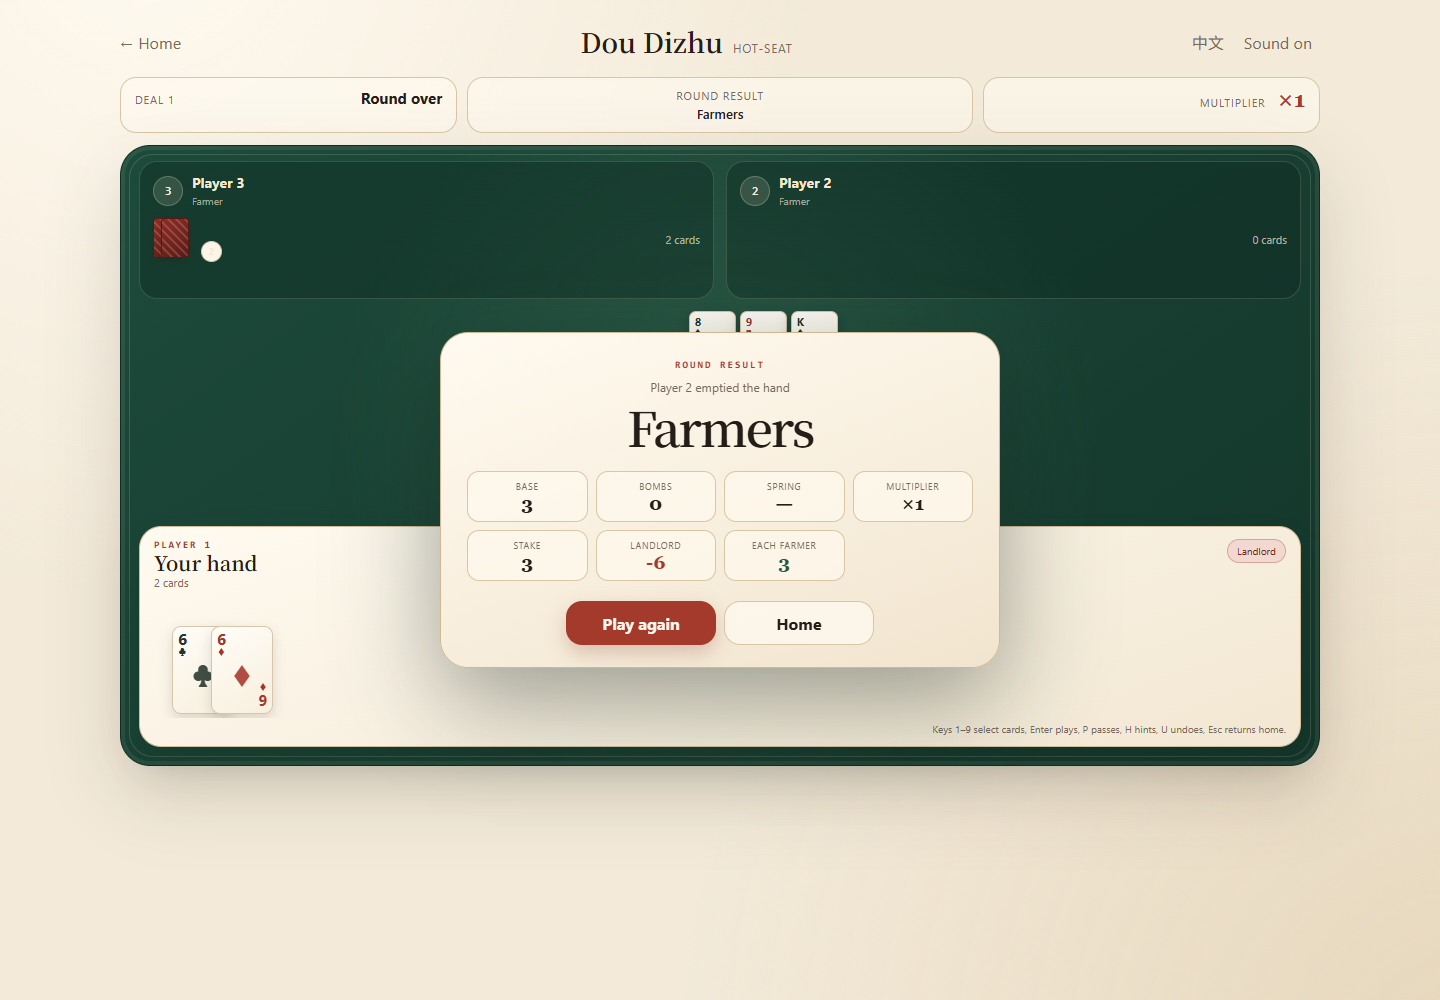 ← Home
Dou Dizhu HOT-SEAT
中文 Sound on
DEAL 1 Round over
ROUND RESULT
Farmers
MULTIPLIER ×1
3 Player 3
Farmer
2 cards
2 Player 2
Farmer
0 cards
8 9 K
ROUND RESULT
Player 2 emptied the hand
Farmers
BASE
3
BOMBS
0
SPRING
—
MULTIPLIER
×1
STAKE
3
LANDLORD
-6
EACH FARMER
3
Play again
Home
PLAYER 1
Your hand
2 cards
Landlord
6 6
6
Keys 1–9 select cards, Enter plays, P passes, H hints, U undoes, Esc returns home.